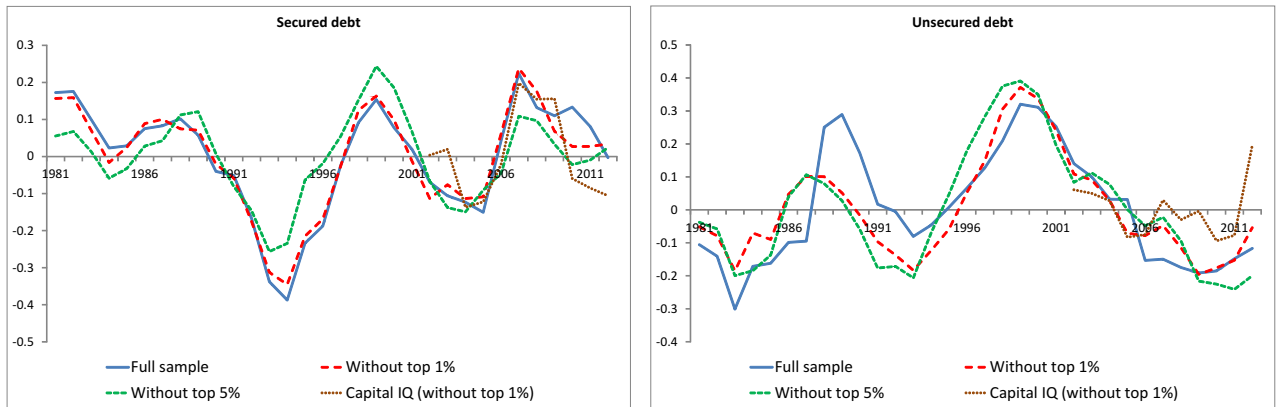 Secured debt
0.3
0.2
0.1
0
-0.1
-0.2
-0.3
-0.4
-0.5
1981 1986 1991 1996 2001 2006 2011
Full sample Without top 1%
Without top 5% Capital IQ (without top 1%)
Unsecured debt
0.5
0.4
0.3
0.2
0.1
0
-0.1
-0.2
-0.3
-0.4
1981 1986 1991 1996 2001 2006 2011
Full sample Without top 1%
Without top 5% Capital IQ (without top 1%)